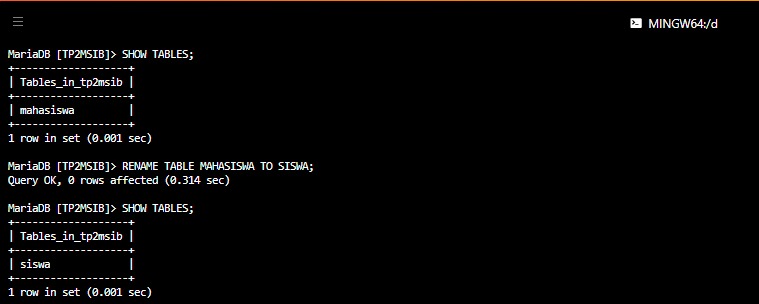 MINGW64:/d
MariaDB [TP2MSIB]> SHOW TABLES;
+-------------------+
| Tables_in_tp2msib |
+-------------------+
| mahasiswa         |
+-------------------+
1 row in set (0.001 sec)
MariaDB [TP2MSIB]> RENAME TABLE MAHASISWA TO SISWA;
Query OK, 0 rows affected (0.314 sec)
MariaDB [TP2MSIB]> SHOW TABLES;
+-------------------+
| Tables_in_tp2msib |
+-------------------+
| siswa             |
+-------------------+
1 row in set (0.001 sec)